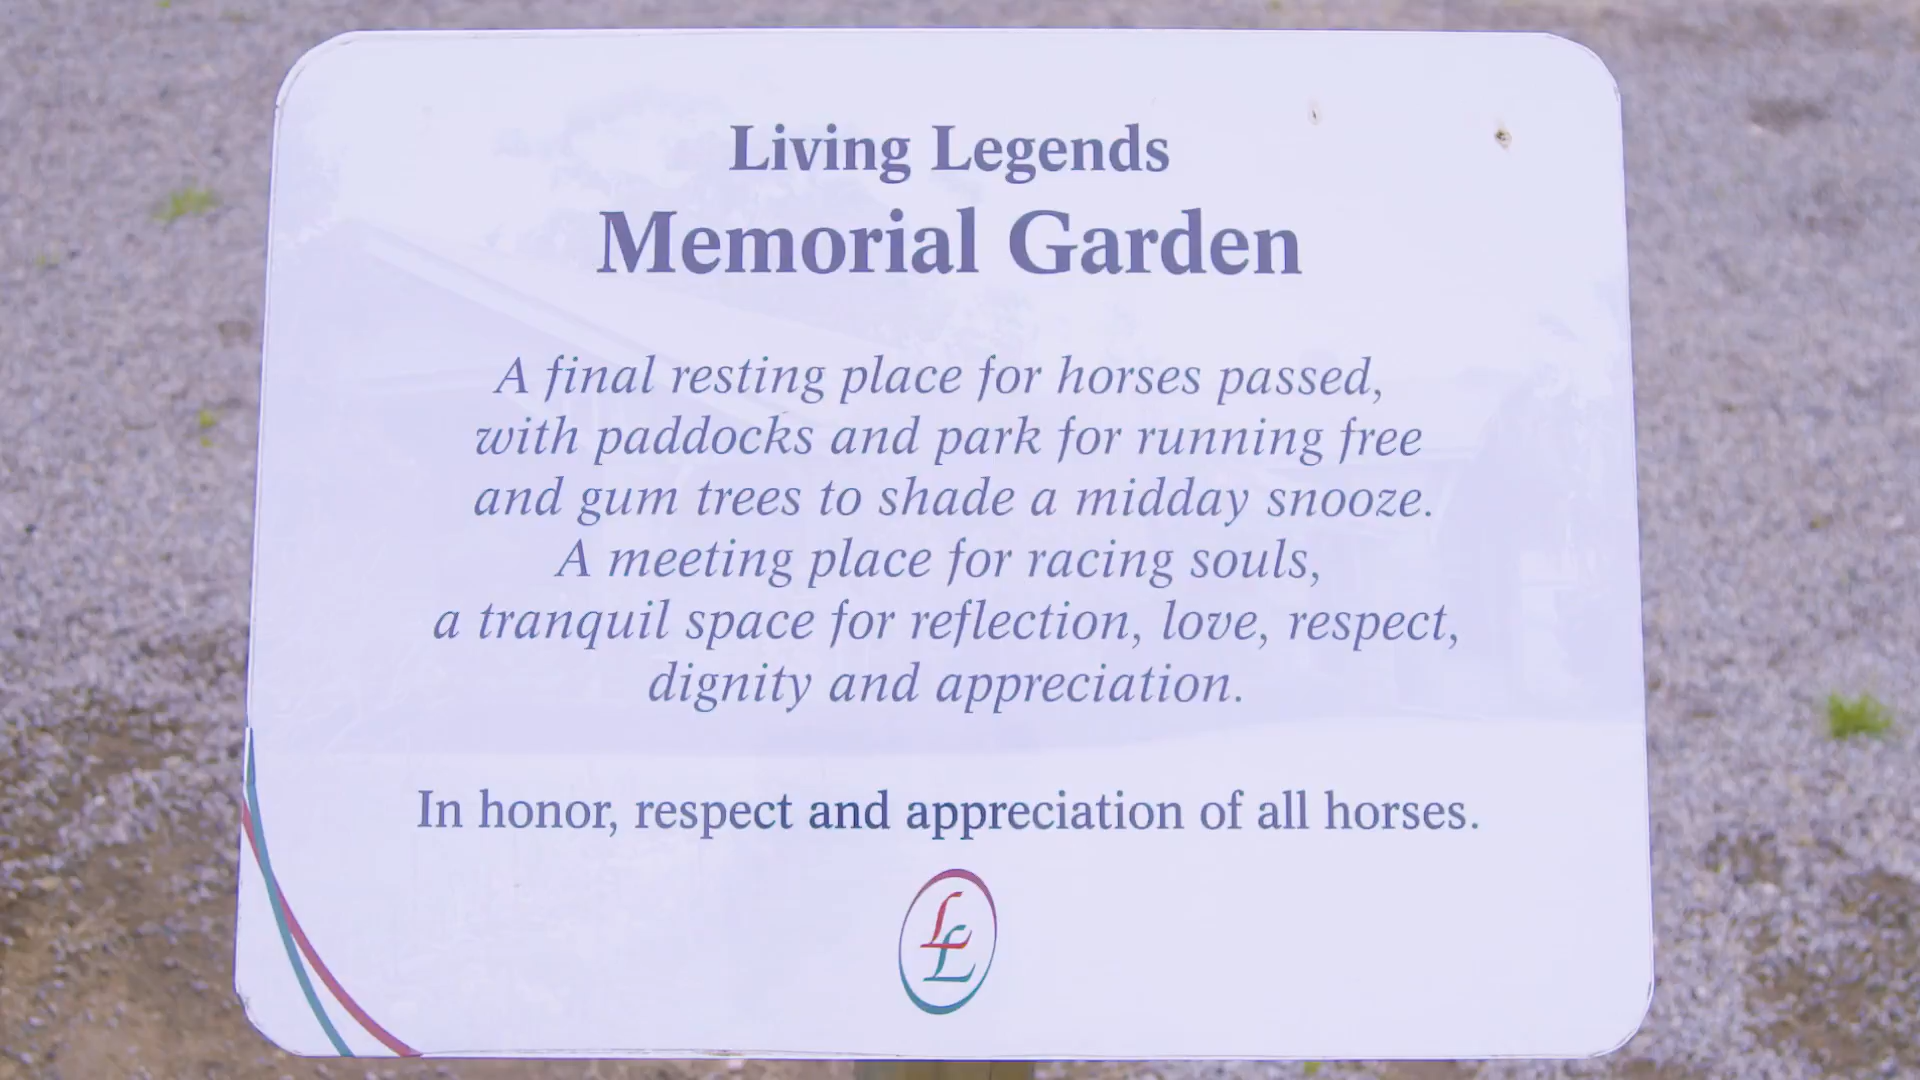 Living Legends
Memorial Garden
A final resting place for horses passed,
with paddocks and park for running free
and gum trees to shade a midday snooze.
A meeting place for racing souls,
a tranquil space for reflection, love, respect,
dignity and appreciation.
In honor, respect and appreciation of all horses.
LL